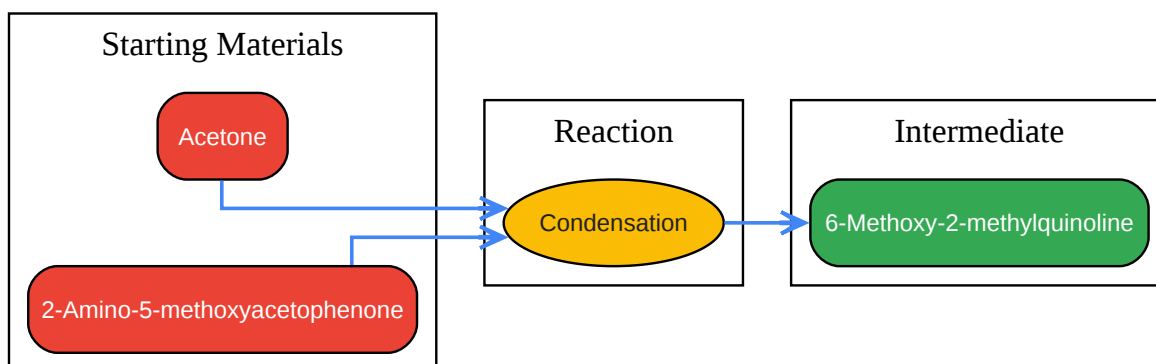 Starting Materials
Acetone
2-Amino-5-methoxyacetophenone
Reaction
Condensation
Intermediate
6-Methoxy-2-methylquinoline